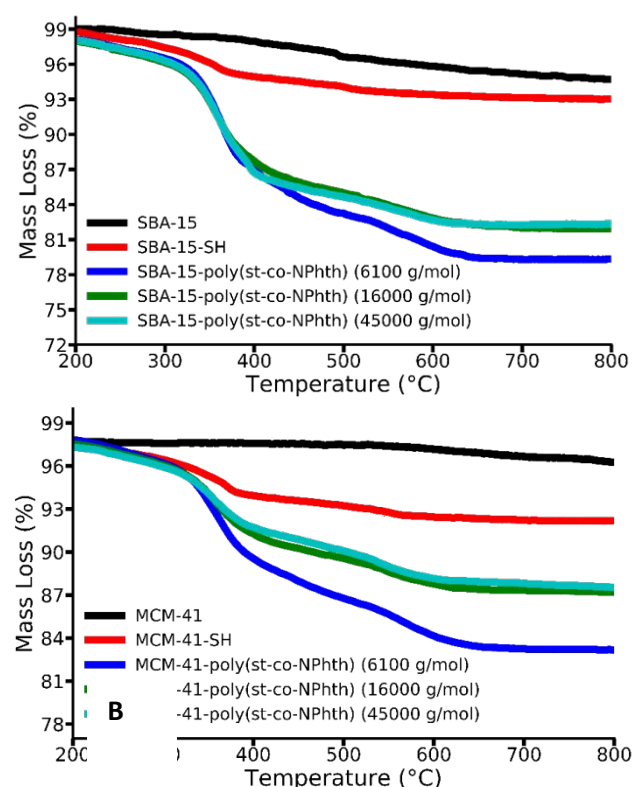 99
96
93
90
87
84
81
78
75
72
Mass Loss (%)
SBA-15
SBA-15-SH
SBA-15-poly(st-co-NPhth) (6100 g/mol)
SBA-15-poly(st-co-NPhth) (16000 g/mol)
SBA-15-poly(st-co-NPhth) (45000 g/mol)
200 300 400 500 600 700 800
Temperature (°C)
99
96
93
90
87
84
81
78
Mass Loss (%)
MCM-41
MCM-41-SH
MCM-41-poly(st-co-NPhth) (6100 g/mol)
-41-poly(st-co-NPhth) (16000 g/mol)
B -41-poly(st-co-NPhth) (45000 g/mol)
200 400 500 600 700 800
Temperature (°C)